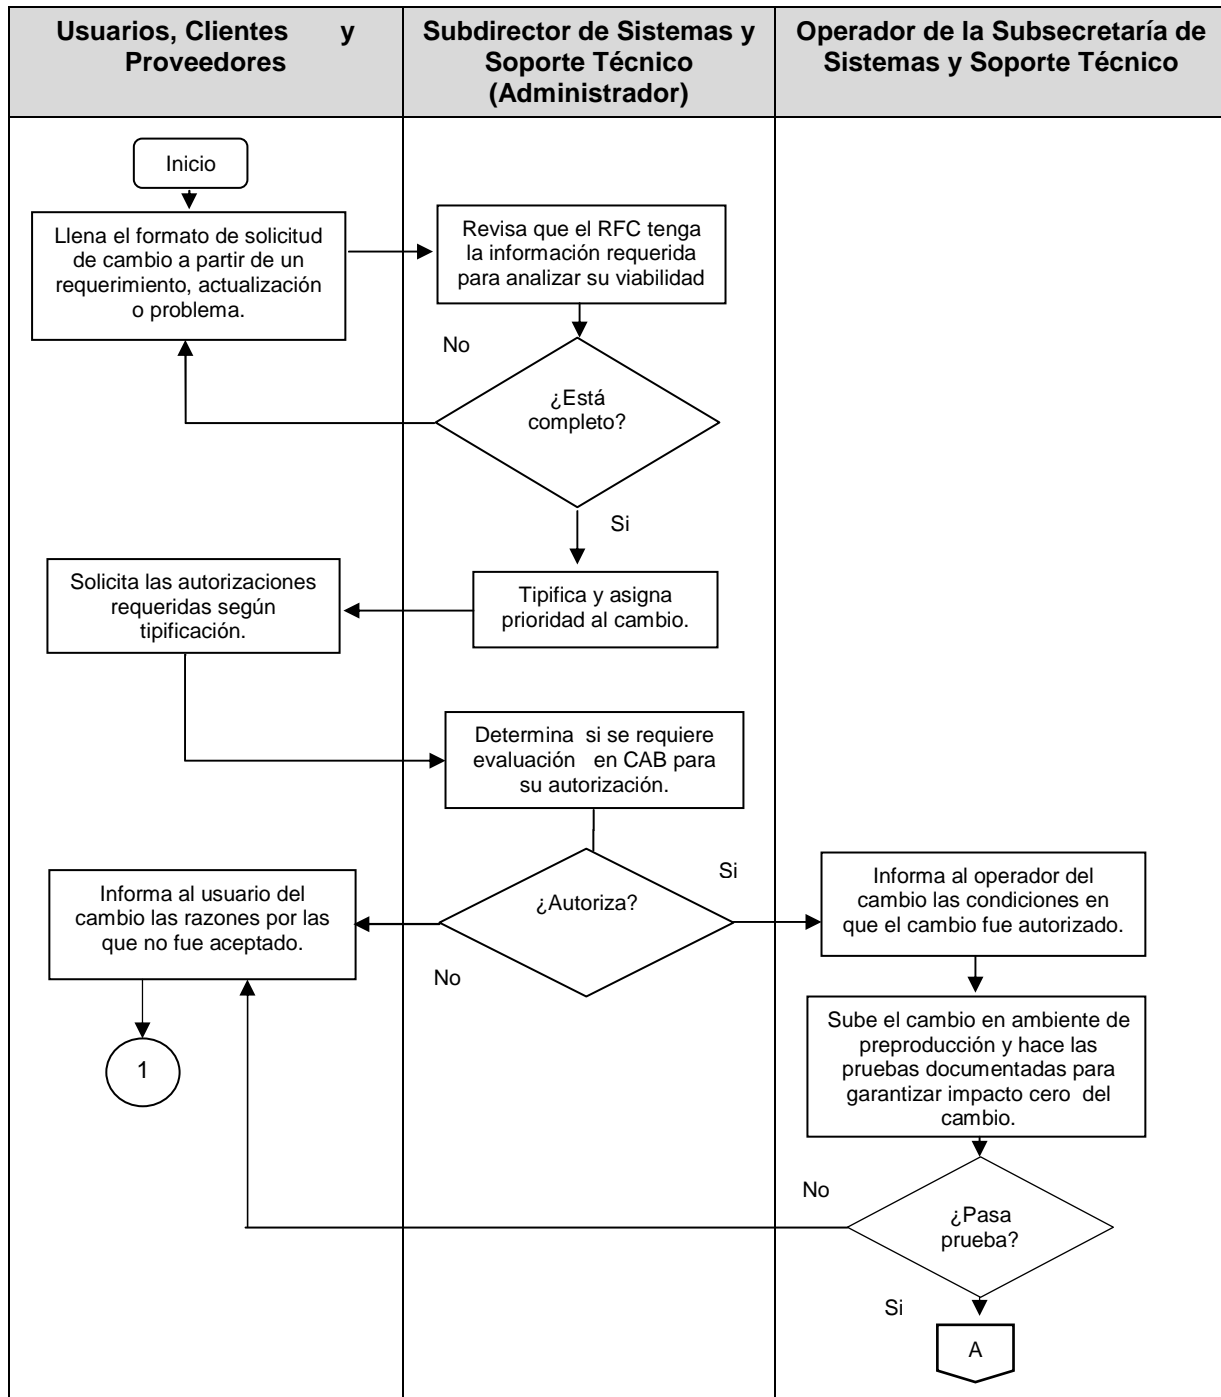 Usuarios, Clientes y
Proveedores
Subdirector de Sistemas y
Soporte Técnico
(Administrador)
Operador de la Subsecretaría de
Sistemas y Soporte Técnico
Inicio
Llena el formato de solicitud
de cambio a partir de un
requerimiento, actualización
o problema.
Revisa que el RFC tenga
la información requerida
para analizar su viabilidad
No
¿Está
completo?
Si
Tipifica y asigna
prioridad al cambio.
Solicita las autorizaciones
requeridas según
tipificación.
Determina si se requiere
evaluación en CAB para
su autorización.
¿Autoriza?
Si
No
Informa al usuario del
cambio las razones por las
que no fue aceptado.
1
Informa al operador del
cambio las condiciones en
que el cambio fue autorizado.
Sube el cambio en ambiente de
preproducción y hace las
pruebas documentadas para
garantizar impacto cero del
cambio.
No
¿Pasa
prueba?
Si
A